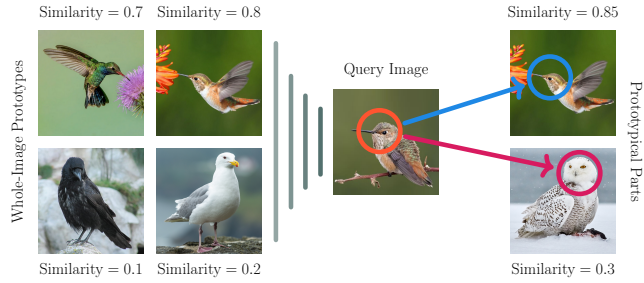 Similarity = 0.7
Similarity = 0.8
Similarity = 0.85
Whole-Image Prototypes
Query Image
Prototypical Parts
Similarity = 0.1
Similarity = 0.2
Similarity = 0.3